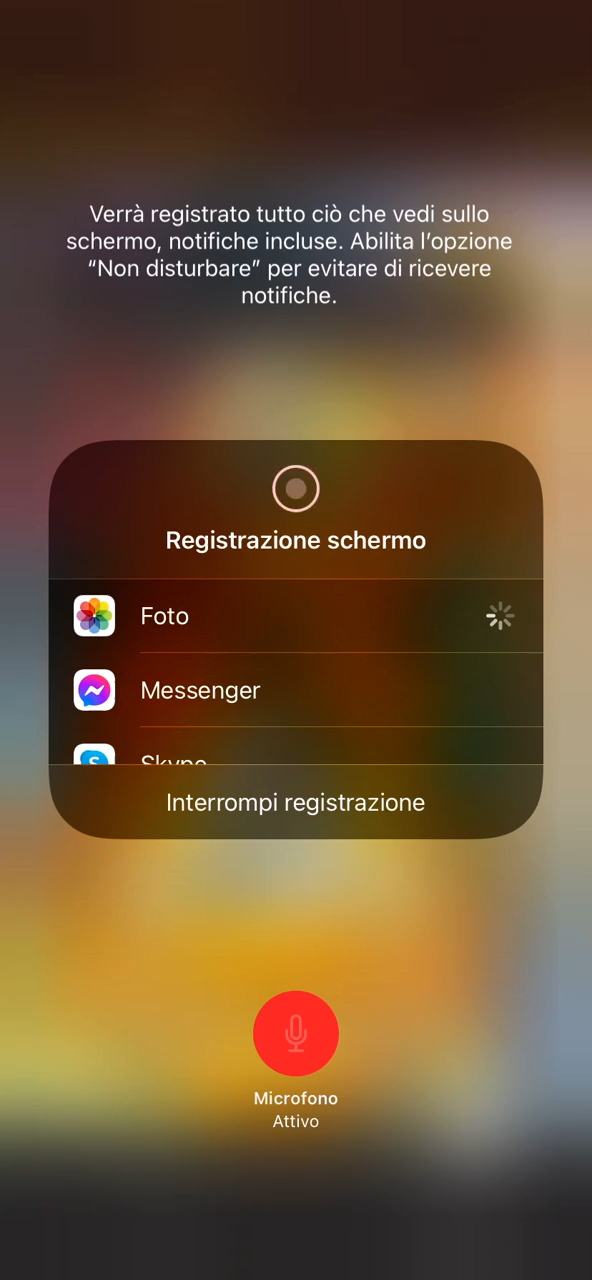 Verrà registrato tutto ciò che vedi sullo
schermo, notifiche incluse. Abilita l’opzione
“Non disturbare” per evitare di ricevere
notifiche.
Registrazione schermo
Foto
Messenger
Skype
Interrompi registrazione
Microfono
Attivo